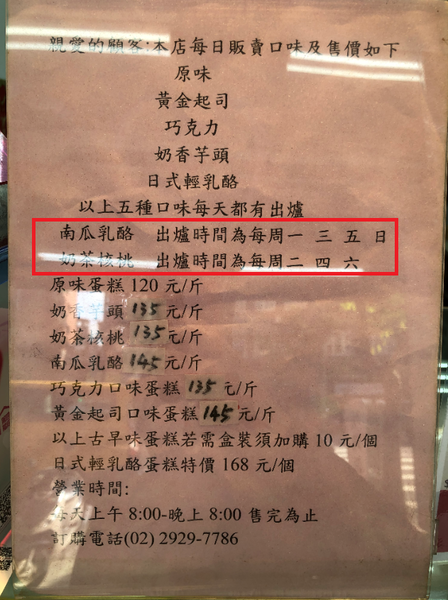 親愛的顧客:本店每日販賣口味及售價如下
原味
黃金起司
巧克力
奶香芋頭
日式輕乳酪
以上五種口味每天都有出爐
南瓜乳酪 出爐時間為每周一 三 五 日
奶茶核桃 出爐時間為每周二 四 六
原味蛋糕 120 元/斤
奶香芋頭 135 元/斤
奶茶核桃 135 元/斤
南瓜乳酪 145 元/斤
巧克力口味蛋糕 135 元/斤
黃金起司口味蛋糕 145 元/斤
以上古早味蛋糕若需盒裝須加購 10 元/個
日式輕乳酪蛋糕特價 168 元/個
營業時間:
每天上午 8:00-晚上 8:00 售完為止
訂購電話(02) 2929-7786